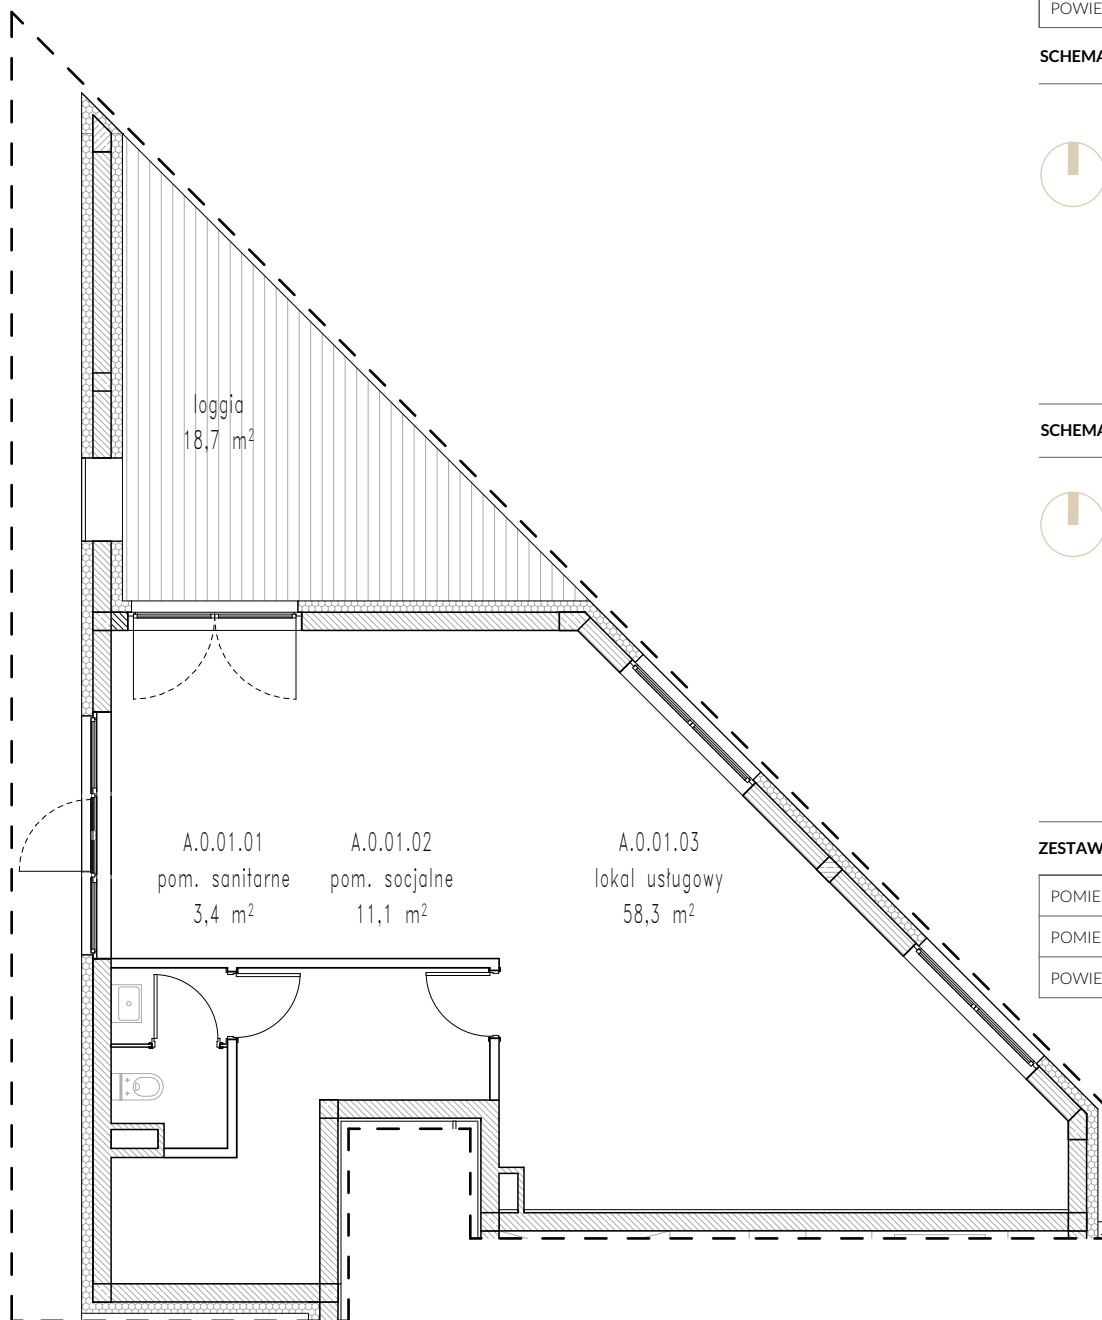 POWIE
SCHEMA
loggia
18,7 m²
SCHEMA
A.0.01.01
pom. sanitarne
3,4 m²
A.0.01.02
pom. socjalne
11,1 m²
A.0.01.03
lokal usługowy
58,3 m²
ZESTAW
POMIE
POMIE
POWIE